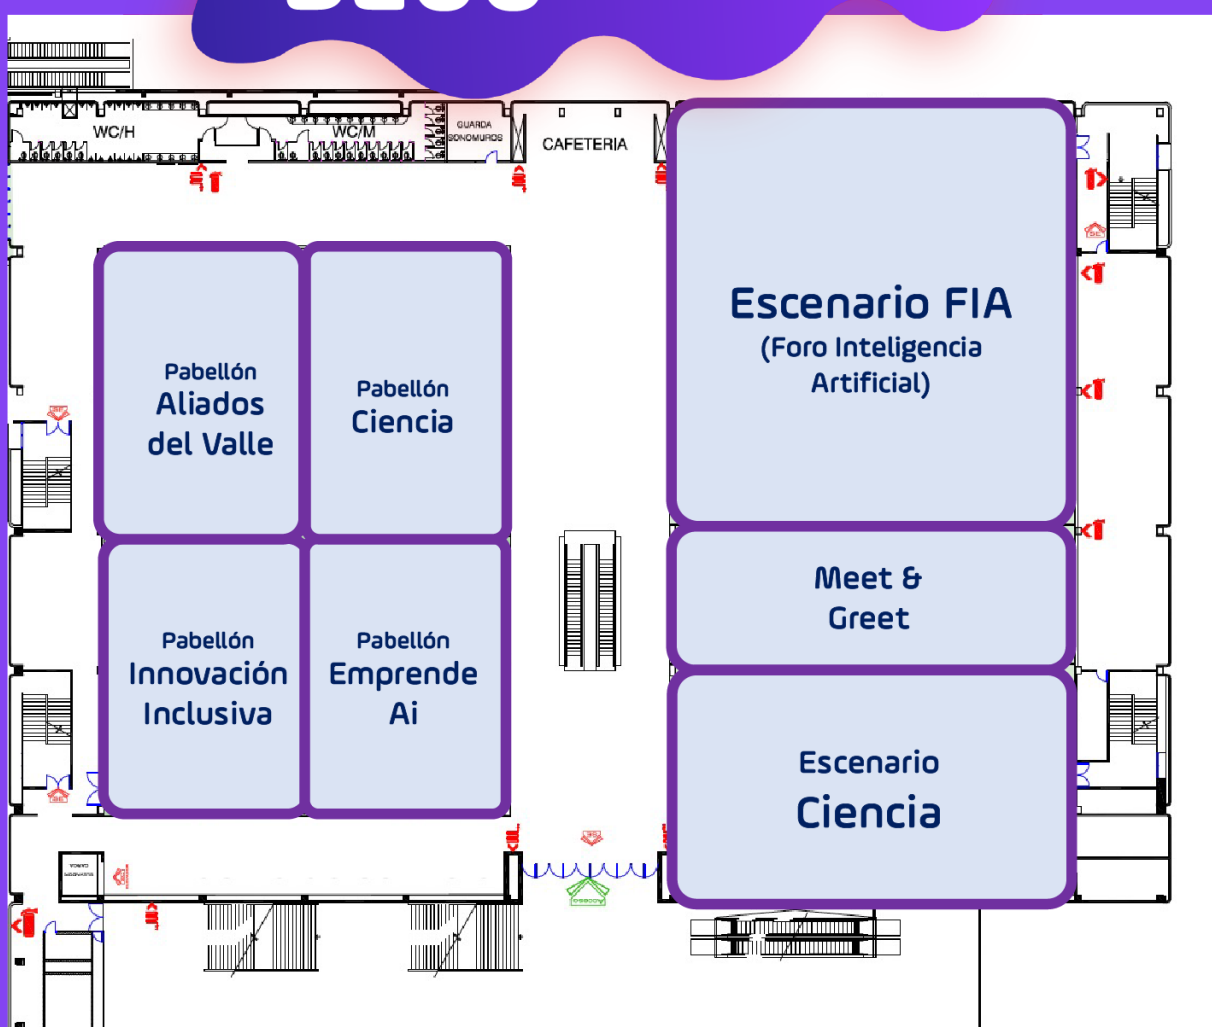 WC/H
WC/M
GUARDA
SONOMUROS
CAFETERIA
Escenario FIA
(Foro Inteligencia
Artificial)
Pabellón
Aliados
del Valle
Pabellón
Ciencia
Meet &
Greet
Pabellón
Innovación
Inclusiva
Pabellón
Emprende
Ai
Escenario
Ciencia